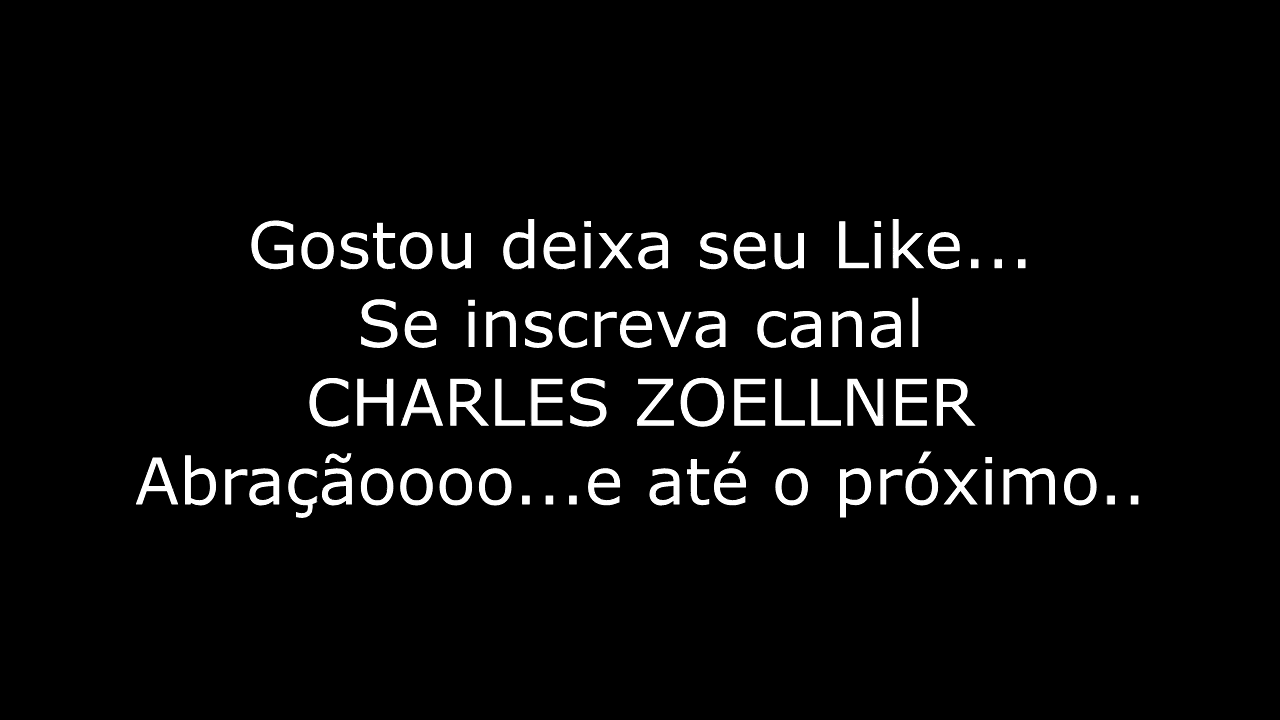 Gostou deixa seu Like...
Se inscreva canal
CHARLES ZOELLNER
Abraçãoooo...e até o próximo..